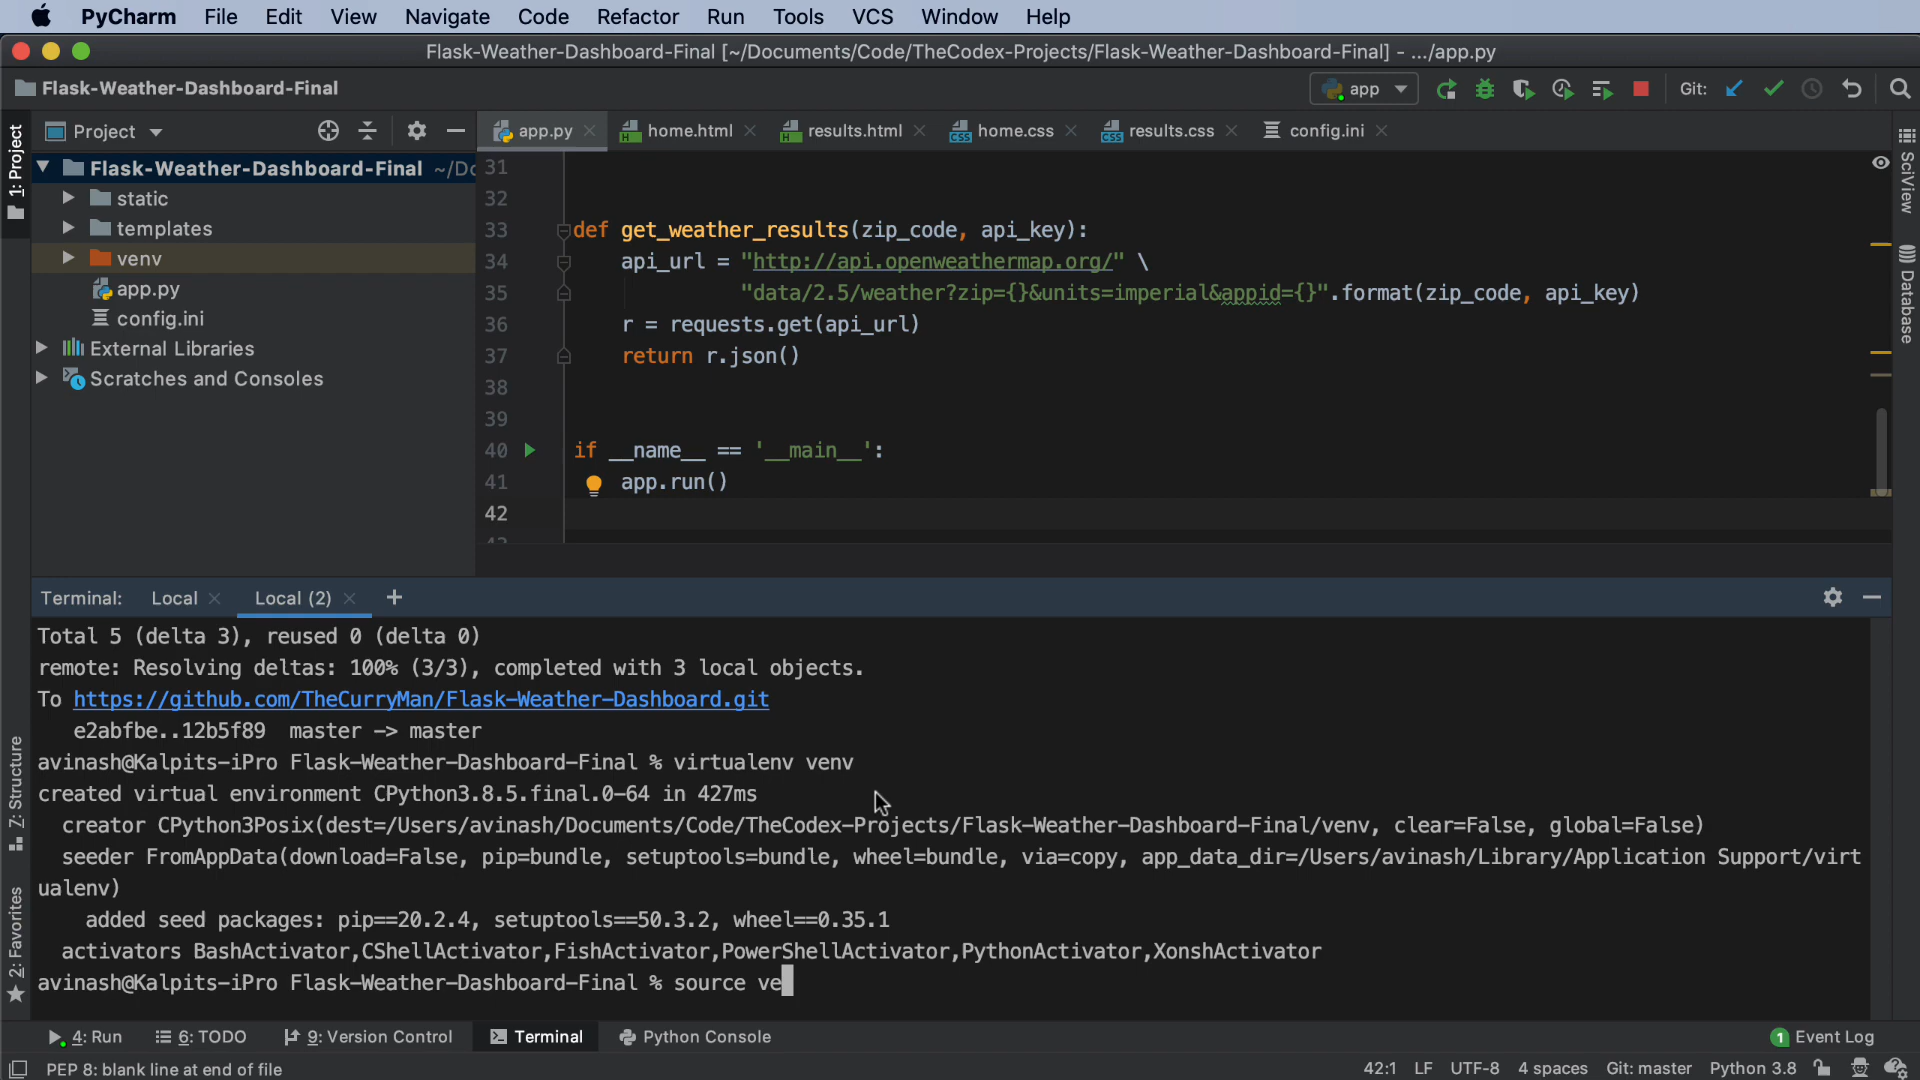 PyCharm File Edit View Navigate Code Refactor Run Tools VCS Window Help
Flask-Weather-Dashboard-Final [~/Documents/Code/TheCodex-Projects/Flask-Weather-Dashboard-Final] - .../app.py
Flask-Weather-Dashboard-Final
app
Git:
1: Project
Project
app.py
home.html
results.html
home.css
results.css
config.ini
Flask-Weather-Dashboard-Final ~/Do
static
templates
venv
app.py
config.ini
External Libraries
Scratches and Consoles
31
32
33 def get_weather_results(zip_code, api_key):
34 api_url = "http://api.openweathermap.org/" \
35 "data/2.5/weather?zip={}&units=imperial&appid={}".format(zip_code, api_key)
36 r = requests.get(api_url)
37 return r.json()
38
39
40 if __name__ == '__main__':
41 app.run()
42
SciView
Database
Terminal: Local Local (2) +
Total 5 (delta 3), reused 0 (delta 0)
remote: Resolving deltas: 100% (3/3), completed with 3 local objects.
To https://github.com/TheCurryMan/Flask-Weather-Dashboard.git
e2abfbe..12b5f89 master -> master
avinash@Kalpits-iPro Flask-Weather-Dashboard-Final % virtualenv venv
created virtual environment CPython3.8.5.final.0-64 in 427ms
creator CPython3Posix(dest=/Users/avinash/Documents/Code/TheCodex-Projects/Flask-Weather-Dashboard-Final/venv, clear=False, global=False)
seeder FromAppData(download=False, pip=bundle, setuptools=bundle, wheel=bundle, via=copy, app_data_dir=/Users/avinash/Library/Application Support/virt
ualenv)
added seed packages: pip==20.2.4, setuptools==50.3.2, wheel==0.35.1
activators BashActivator,CShellActivator,FishActivator,PowerShellActivator,PythonActivator,XonshActivator
avinash@Kalpits-iPro Flask-Weather-Dashboard-Final % source ve
Z: Structure
2: Favorites
4: Run
6: TODO
9: Version Control
Terminal
Python Console
1 Event Log
PEP 8: blank line at end of file
42:1 LF UTF-8 4 spaces Git: master Python 3.8